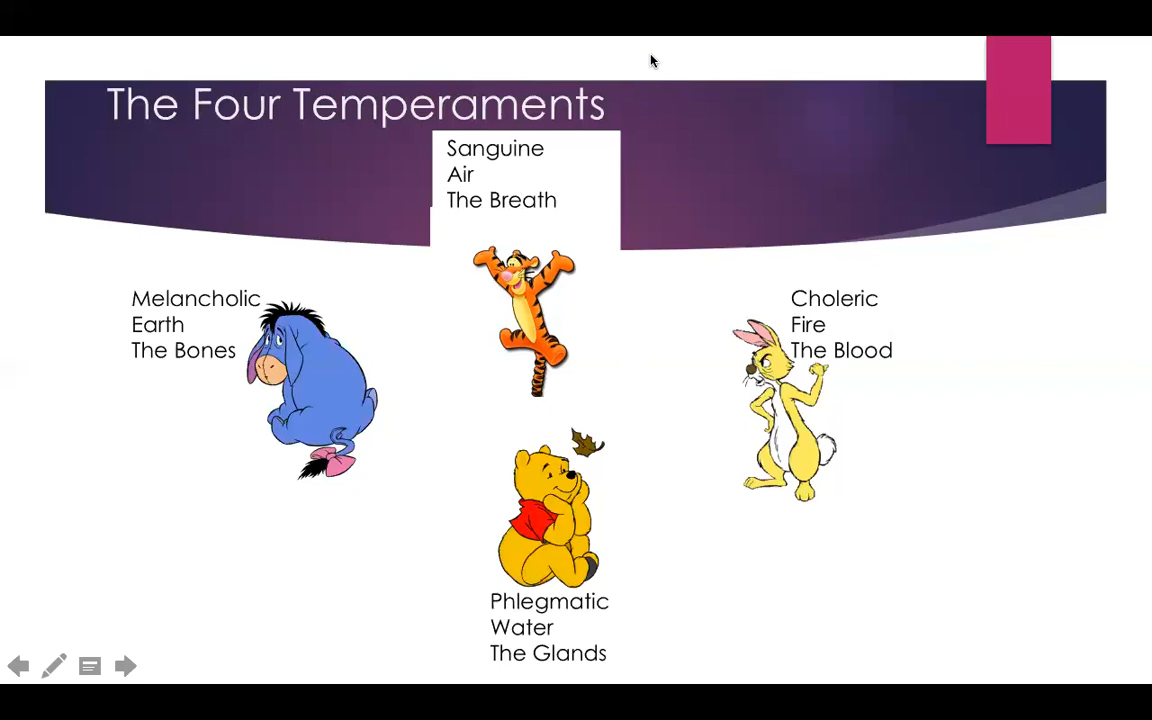 The Four Temperaments
Sanguine
Air
The Breath
Melancholic
Earth
The Bones
Choleric
Fire
The Blood
Phlegmatic
Water
The Glands